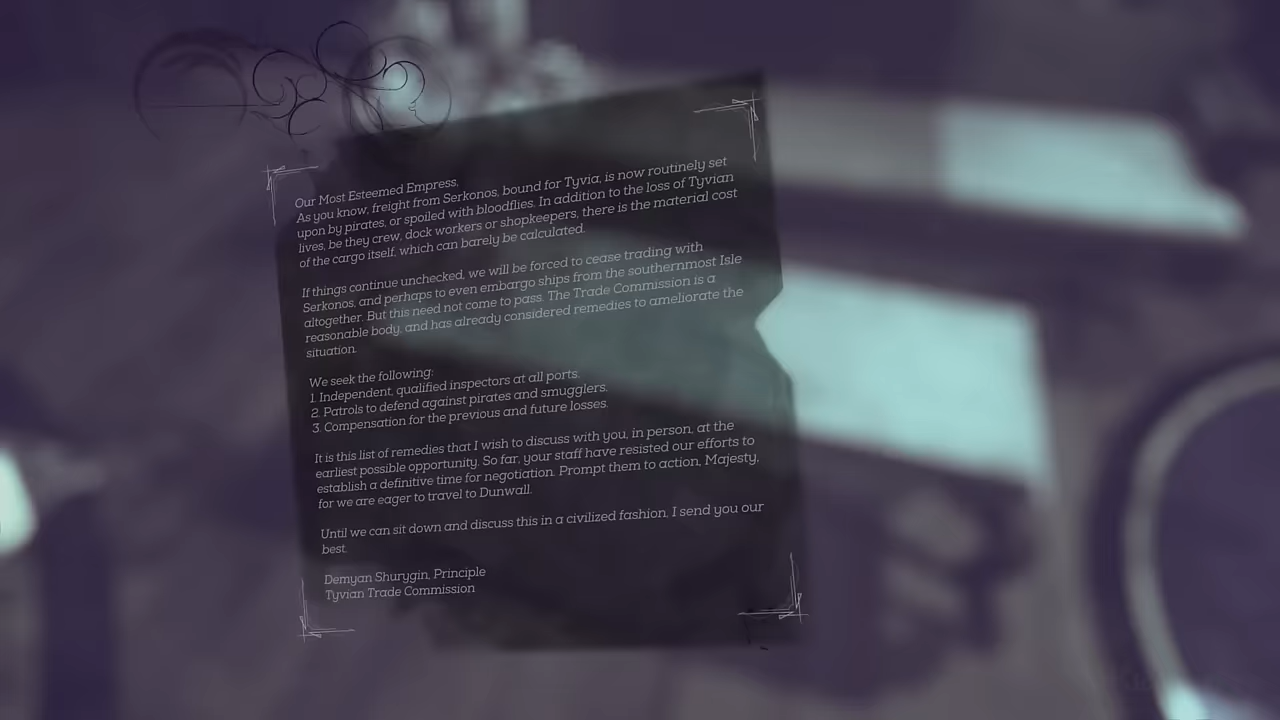 Our Most Esteemed Empress,
As you know, freight from Serkonos, bound for Tyvia, is now routinely set
upon by pirates, or spoiled with bloodflies. In addition to the loss of Tyvian
lives, be they crew, dock workers or shopkeepers, there is the material cost
of the cargo itself, which can barely be calculated.
If things continue unchecked, we will be forced to cease trading with
Serkonos, and perhaps to even embargo ships from the southernmost Isle
altogether. But this need not come to pass. The Trade Commission is a
reasonable body, and has already considered remedies to ameliorate the
situation.
We seek the following:
1. Independent, qualified inspectors at all ports.
2. Patrols to defend against pirates and smugglers.
3. Compensation for the previous and future losses.
It is this list of remedies that I wish to discuss with you, in person, at the
earliest possible opportunity. So far, your staff have resisted our efforts to
establish a definitive time for negotiation. Prompt them to action, Majesty,
for we are eager to travel to Dunwall.
Until we can sit down and discuss this in a civilized fashion, I send you our
best.
Demyan Shurygin, Principle
Tyvian Trade Commission